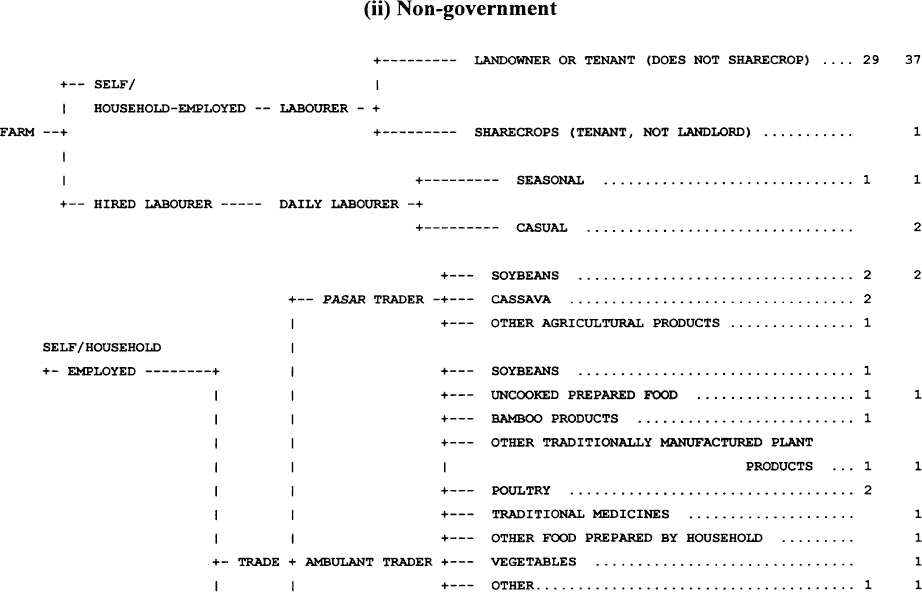 (ii) Non-government
+--------- LANDOWNER OR TENANT (DOES NOT SHARECROP) .... 29 37
+-- SELF/ |
| HOUSEHOLD-EMPLOYED -- LABOURER - +
FARM --+ +--------- SHARECROPS (TENANT, NOT LANDLORD) ........... 1
|
| +--------- SEASONAL .............................. 1 1
+-- HIRED LABOURER ----- DAILY LABOURER -+
+--------- CASUAL ................................ 2
+--- SOYBEANS ................................. 2 2
+-- PASAR TRADER -+--- CASSAVA .................................. 2
| +--- OTHER AGRICULTURAL PRODUCTS ............... 1
SELF/HOUSEHOLD |
+- EMPLOYED --------+ | +--- SOYBEANS ................................. 1
| | +--- UNCOOKED PREPARED FOOD ................... 1 1
| | +--- BAMBOO PRODUCTS .......................... 1
| | +--- OTHER TRADITIONALLY MANUFACTURED PLANT
| | | PRODUCTS ... 1 1
| | +--- POULTRY .................................. 2
| | +--- TRADITIONAL MEDICINES .................... 1
| | +--- OTHER FOOD PREPARED BY HOUSEHOLD ......... 1
+- TRADE + AMBULANT TRADER +--- VEGETABLES ............................... 1
| | +--- OTHER...................................... 1 1